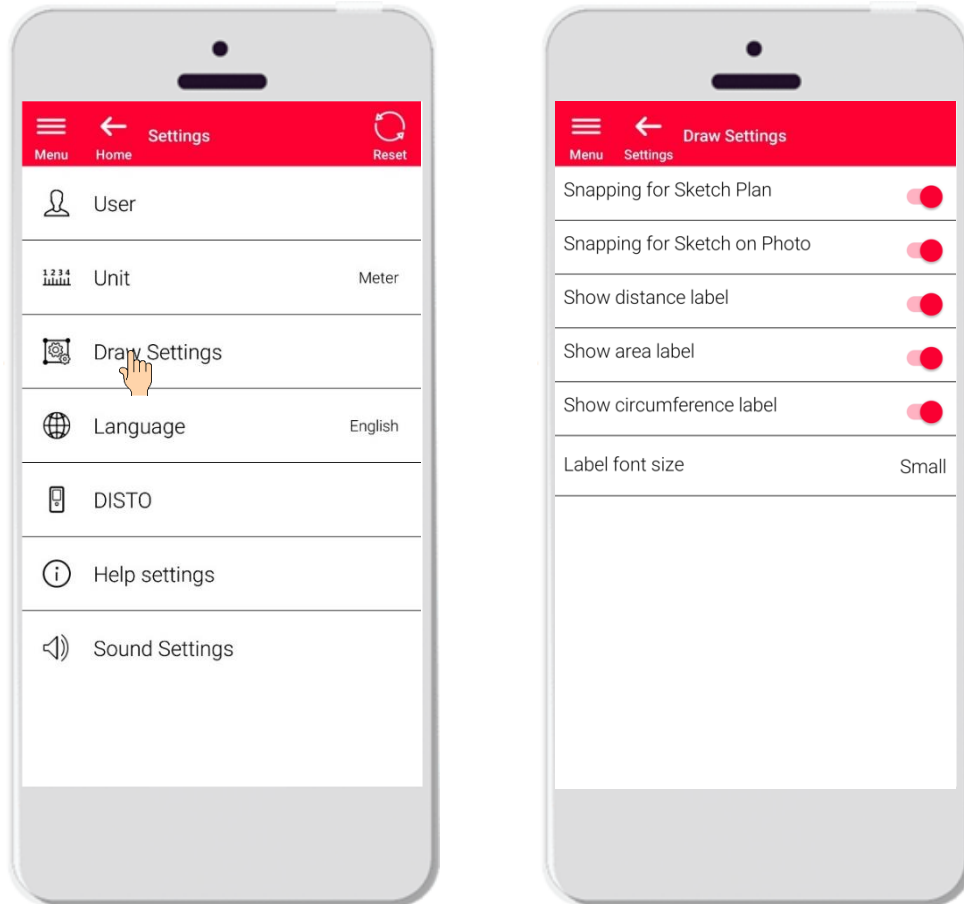 Settings
Menu Home Reset
User
1 2 3 4
Unit Meter
Draw Settings
Language English
DISTO
Help settings
Sound Settings
Draw Settings
Menu Settings
Snapping for Sketch Plan
Snapping for Sketch on Photo
Show distance label
Show area label
Show circumference label
Label font size Small